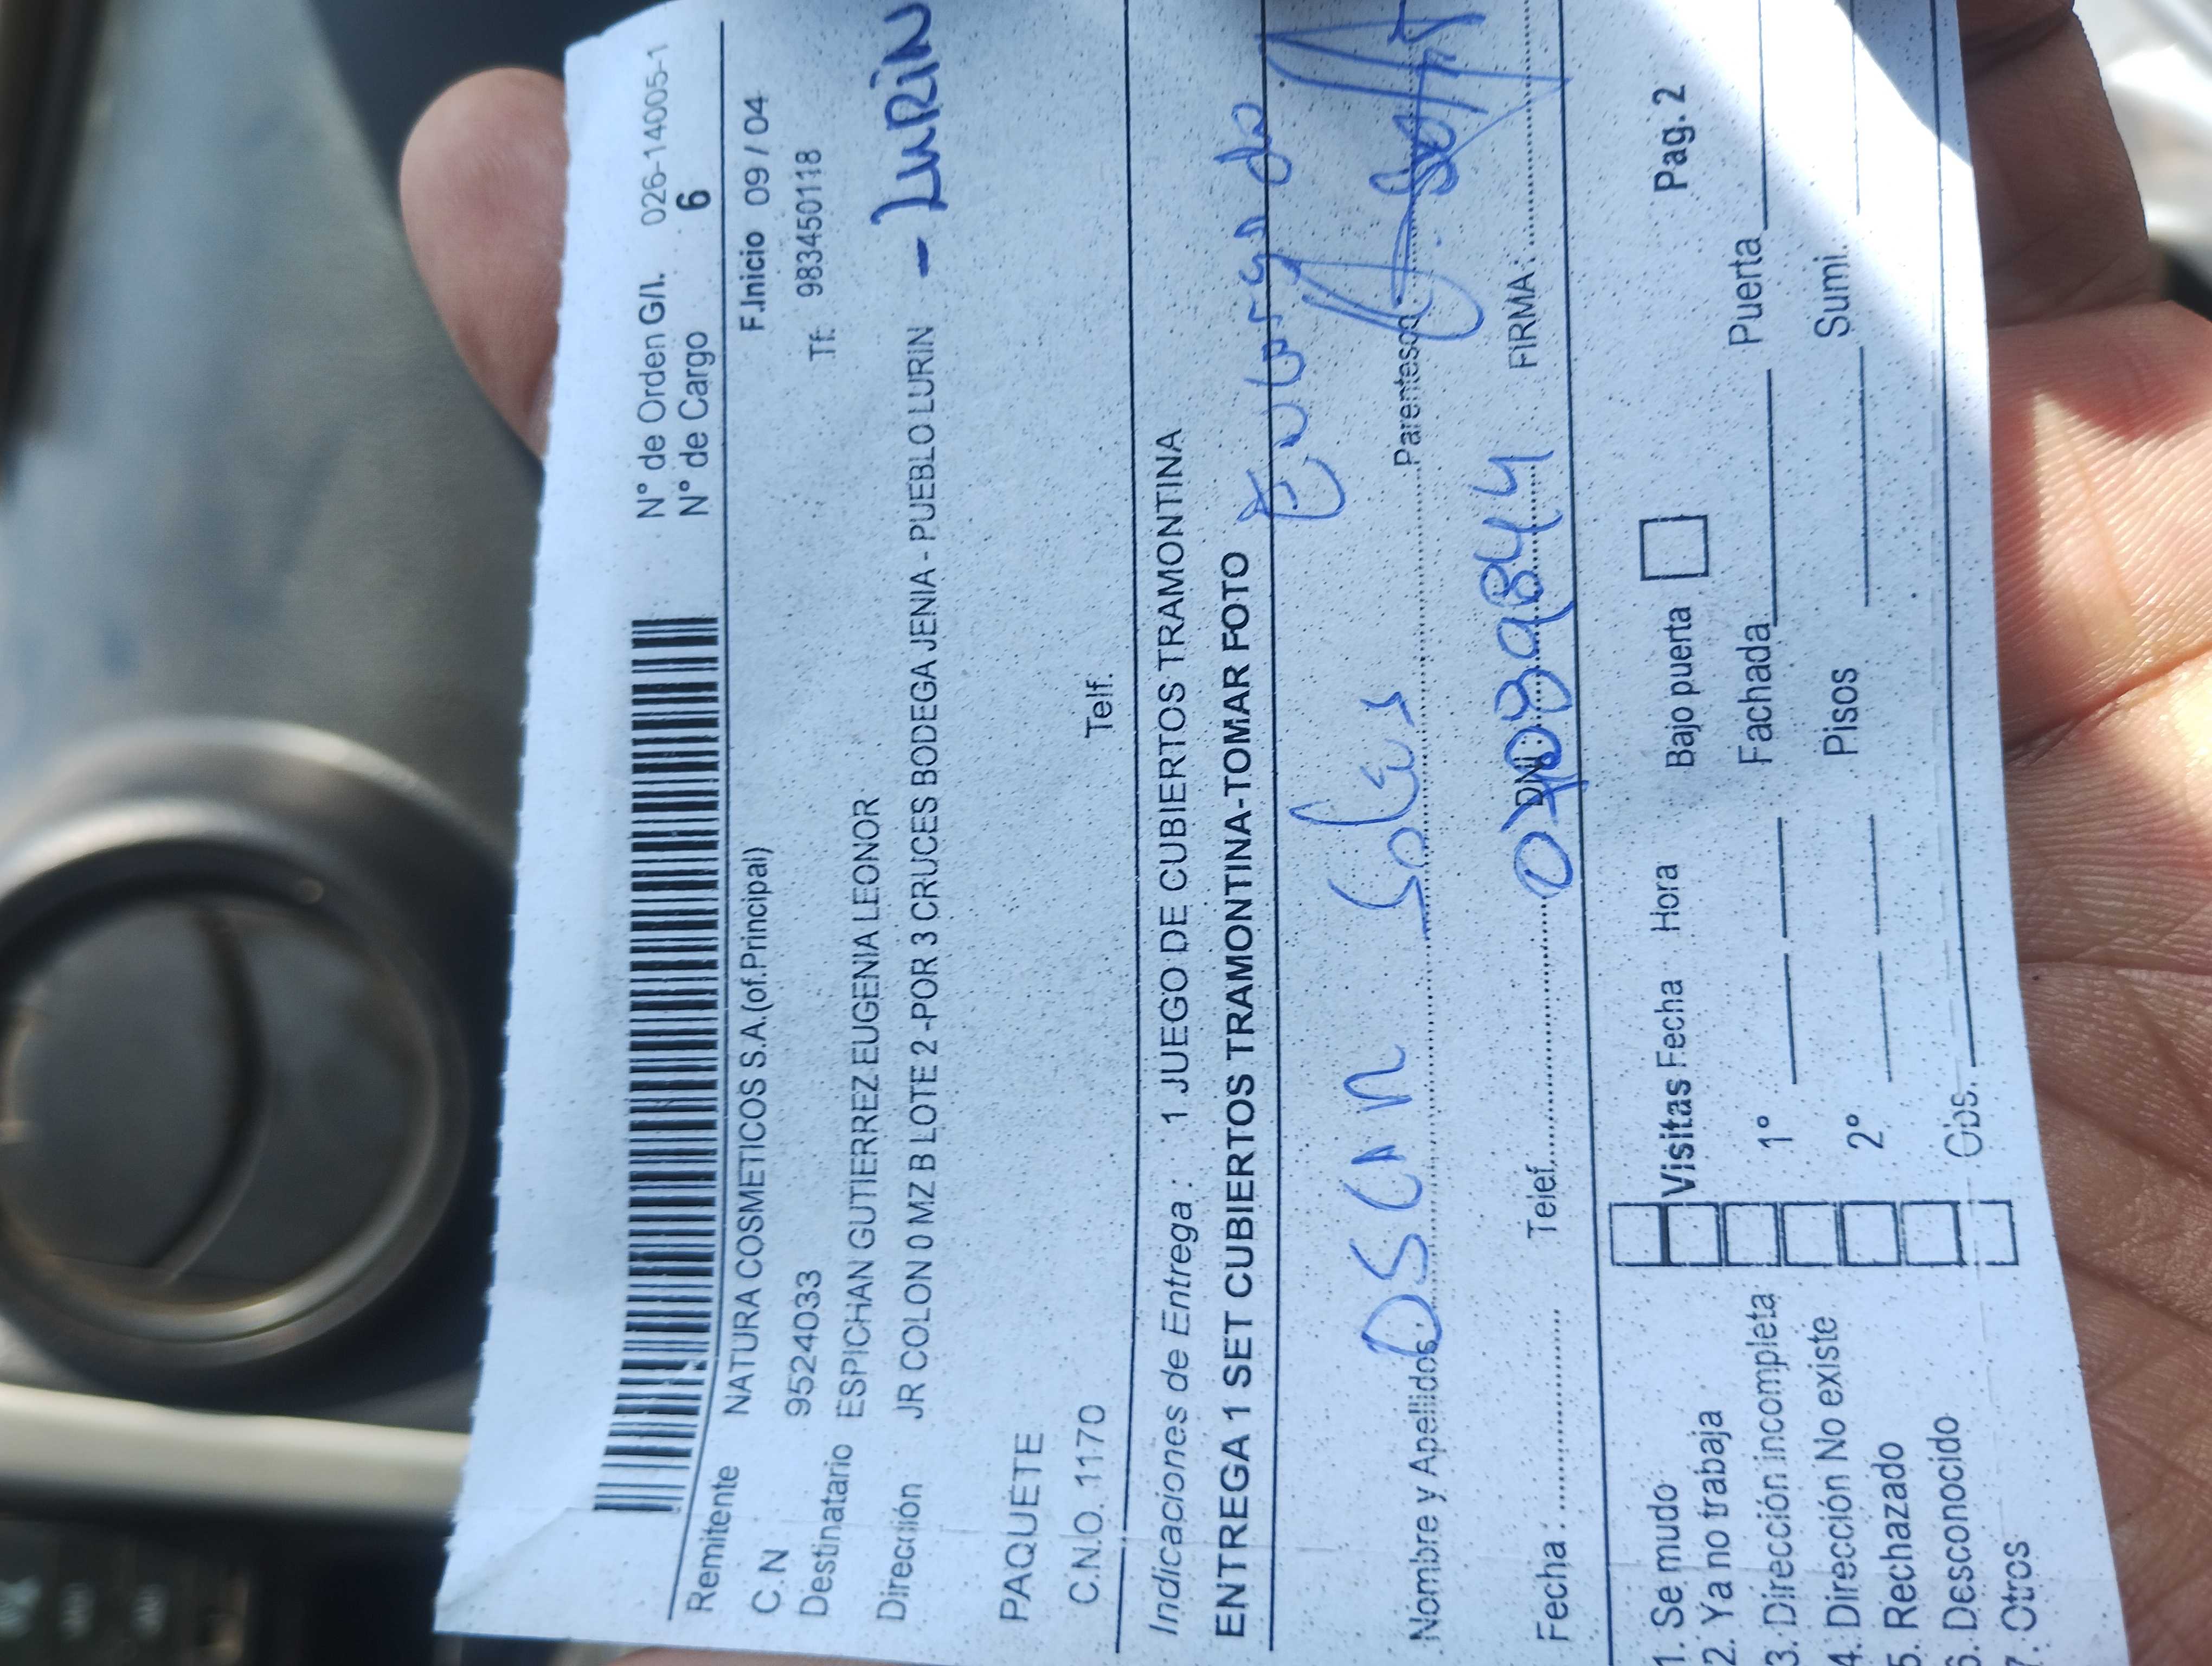 N° de Orden G/I. 026-14005-1
N° de Cargo 6
Remitente NATURA COSMETICOS S.A.(of.Principal) F.Inicio 09 / 04
C.N 9524033 Tf: 983450118
Destinatario ESPICHAN GUTIERREZ EUGENIA LEONOR
Dirección JR COLON 0 MZ B LOTE 2 -POR 3 CRUCES BODEGA JENIA - PUEBLO LURIN - LURIN
PAQUETE
C.N.O. 1170 Telf.
Indicaciones de Entrega : 1 JUEGO DE CUBIERTOS TRAMONTINA
ENTREGA 1 SET CUBIERTOS TRAMONTINA-TOMAR FOTO
Nombre y Apellidos : Parentesco
Fecha : Telef. DNI FIRMA :
1. Se mudo
2. Ya no trabaja
3. Dirección incompleta
4. Dirección No existe
5. Rechazado
6. Desconocido
7. Otros
Visitas Fecha Hora Bajo puerta Pag. 2
1° Fachada Puerta
2° Pisos Sumi.
Obs.